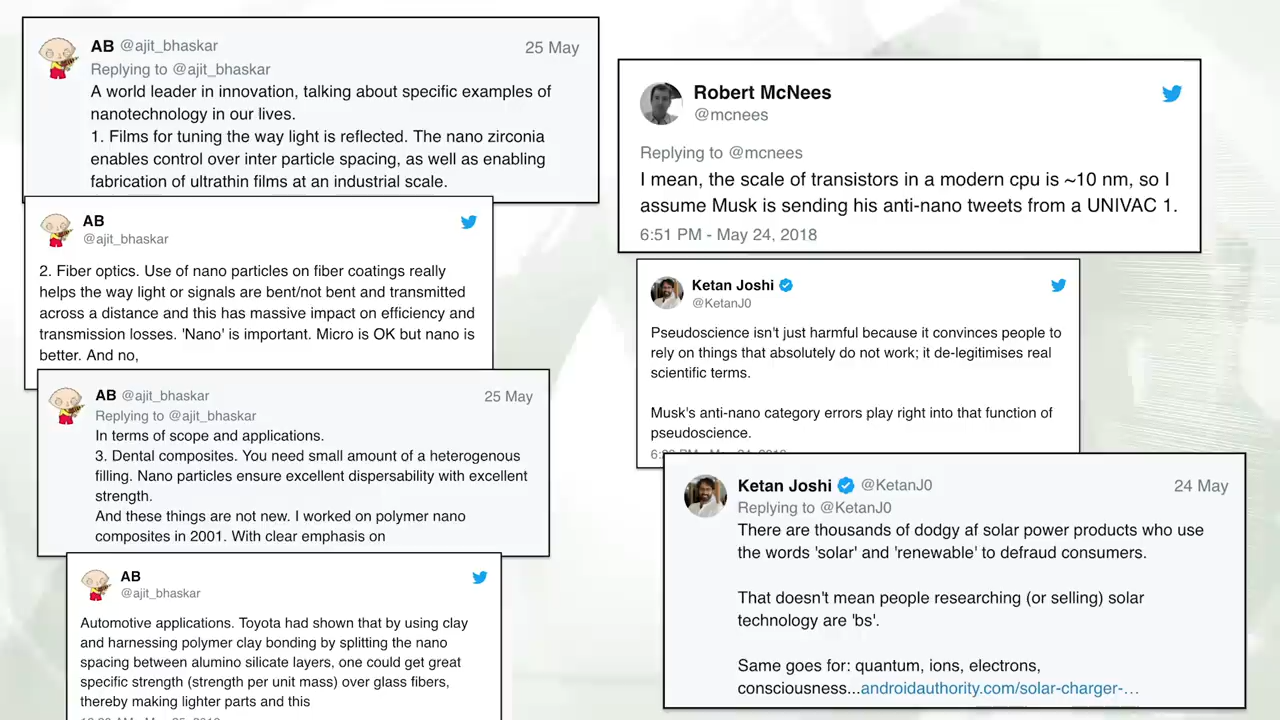 AB @ajit_bhaskar
25 May
Replying to @ajit_bhaskar
A world leader in innovation, talking about specific examples of
nanotechnology in our lives.
1. Films for tuning the way light is reflected. The nano zirconia
enables control over inter particle spacing, as well as enabling
fabrication of ultrathin films at an industrial scale.
AB
@ajit_bhaskar
2. Fiber optics. Use of nano particles on fiber coatings really
helps the way light or signals are bent/not bent and transmitted
across a distance and this has massive impact on efficiency and
transmission losses. 'Nano' is important. Micro is OK but nano is
better. And no,
AB @ajit_bhaskar
25 May
Replying to @ajit_bhaskar
In terms of scope and applications.
3. Dental composites. You need small amount of a heterogenous
filling. Nano particles ensure excellent dispersability with excellent
strength.
And these things are not new. I worked on polymer nano
composites in 2001. With clear emphasis on
AB
@ajit_bhaskar
Automotive applications. Toyota had shown that by using clay
and harnessing polymer clay bonding by splitting the nano
spacing between alumino silicate layers, one could get great
specific strength (strength per unit mass) over glass fibers,
thereby making lighter parts and this
Robert McNees
@mcnees
Replying to @mcnees
I mean, the scale of transistors in a modern cpu is ~10 nm, so I
assume Musk is sending his anti-nano tweets from a UNIVAC 1.
6:51 PM - May 24, 2018
Ketan Joshi
@KetanJ0
Pseudoscience isn't just harmful because it convinces people to
rely on things that absolutely do not work; it de-legitimises real
scientific terms.
Musk's anti-nano category errors play right into that function of
pseudoscience.
Ketan Joshi @KetanJ0
24 May
Replying to @KetanJ0
There are thousands of dodgy af solar power products who use
the words 'solar' and 'renewable' to defraud consumers.
That doesn't mean people researching (or selling) solar
technology are 'bs'.
Same goes for: quantum, ions, electrons,
consciousness...androidauthority.com/solar-charger-…